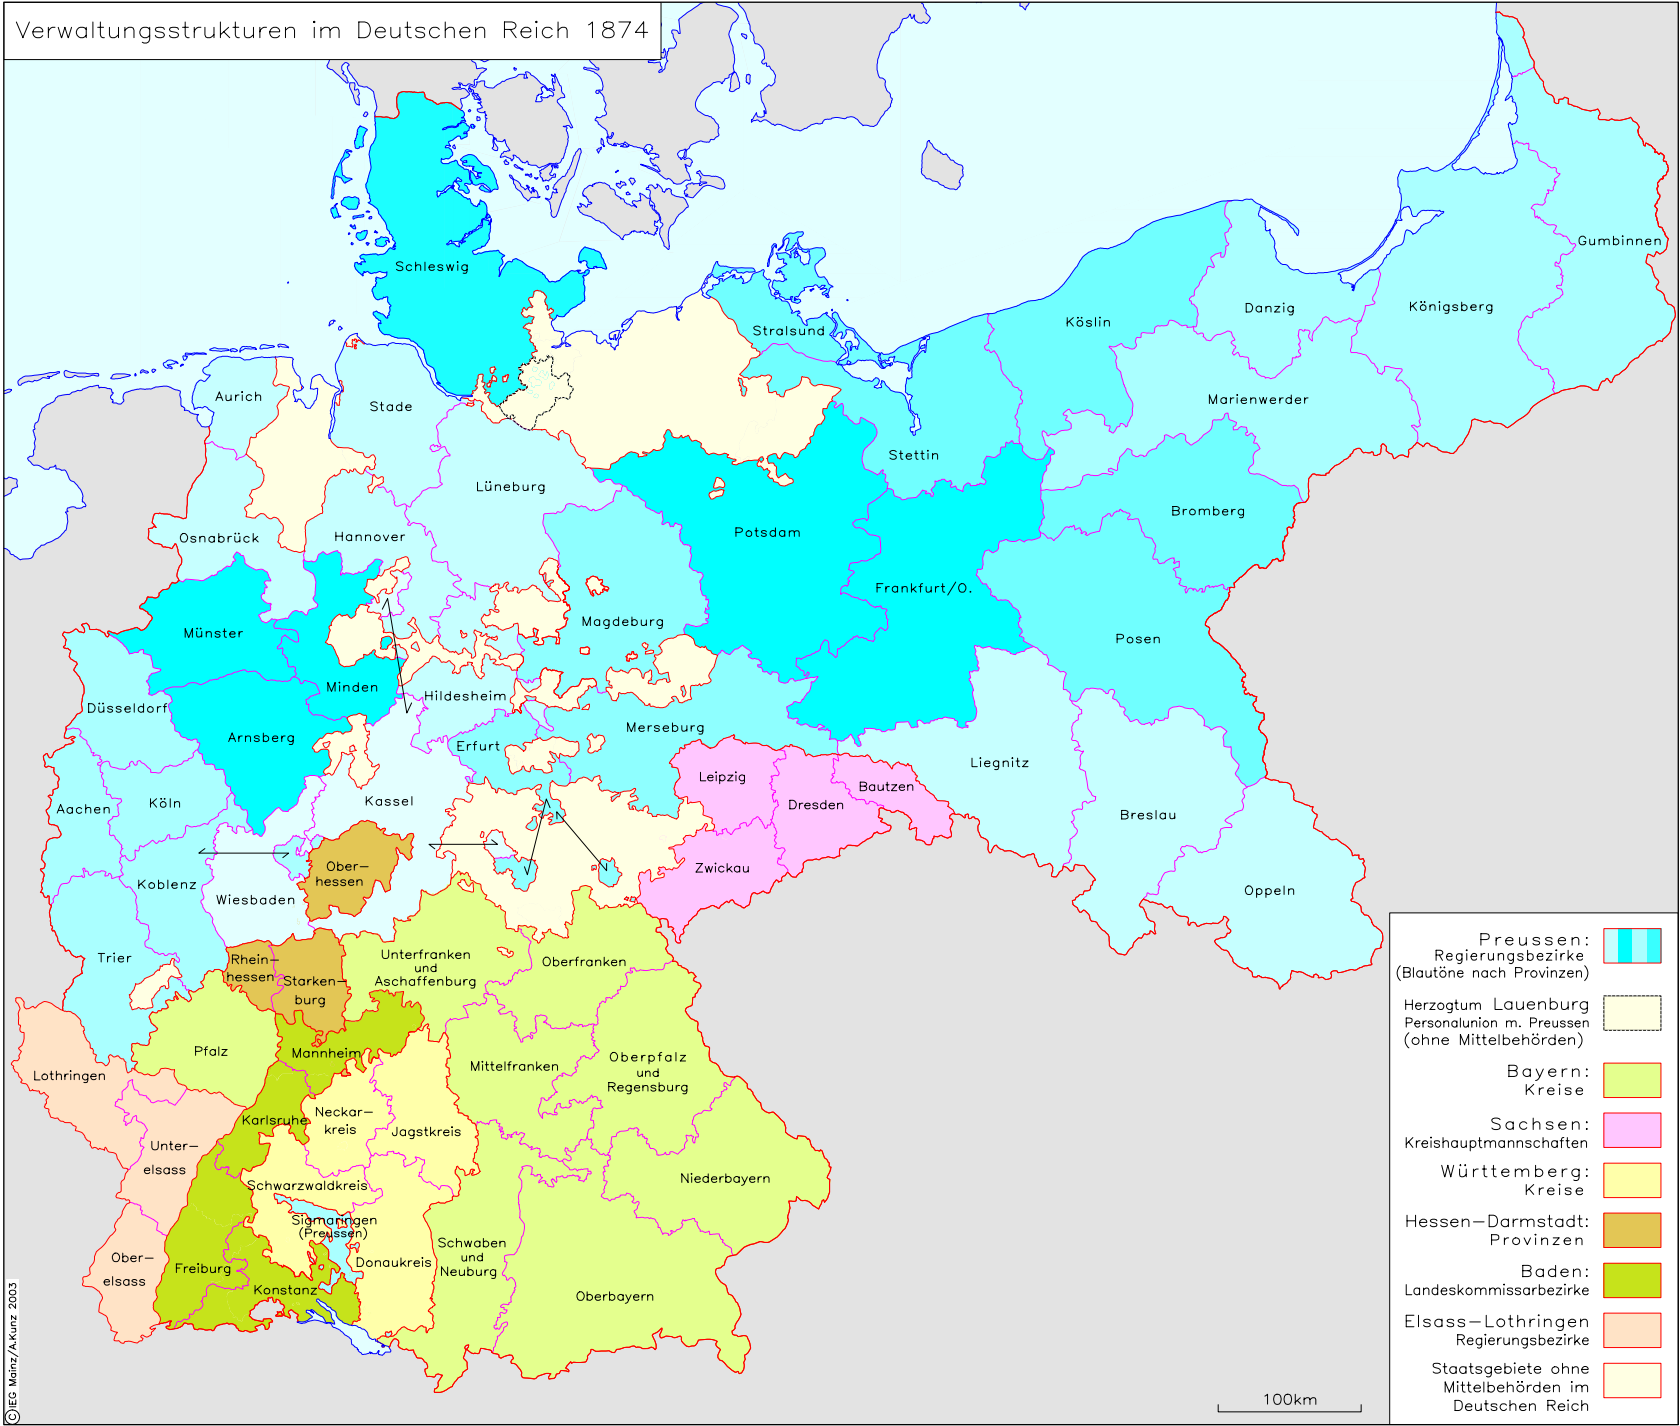 Verwaltungsstrukturen im Deutschen Reich 1874
Schleswig
Gumbinnen
Königsberg
Danzig
Köslin
Stralsund
Marienwerder
Aurich
Stade
Stettin
Lüneburg
Bromberg
Potsdam
Osnabrück
Hannover
Frankfurt/O.
Magdeburg
Münster
Posen
Minden
Hildesheim
Düsseldorf
Arnsberg
Erfurt
Merseburg
Liegnitz
Leipzig
Bautzen
Dresden
Kassel
Köln
Aachen
Breslau
Zwickau
Ober-
hessen
Koblenz
Wiesbaden
Oppeln
Trier
Rhein-
hessen
Starken-
burg
Unterfranken
und
Aschaffenburg
Oberfranken
Pfalz
Mannheim
Mittelfranken
Oberpfalz
und
Regensburg
Lothringen
Karlsruhe
Neckar-
kreis
Jagstkreis
Unter-
elsass
Schwarzwaldkreis
Niederbayern
Sigmaringen
(Preussen)
Ober-
elsass
Freiburg
Konstanz
Donaukreis
Schwaben
und
Neuburg
Oberbayern
Preussen:
Regierungsbezirke
(Blautöne nach Provinzen)
Herzogtum Lauenburg
Personalunion m. Preussen
(ohne Mittelbehörden)
Bayern:
Kreise
Sachsen:
Kreishauptmannschaften
Württemberg:
Kreise
Hessen-Darmstadt:
Provinzen
Baden:
Landeskommissarbezirke
Elsass-Lothringen
Regierungsbezirke
Staatsgebiete ohne
Mittelbehörden im
Deutschen Reich
100km
©IEG Mainz/A.Kunz 2003